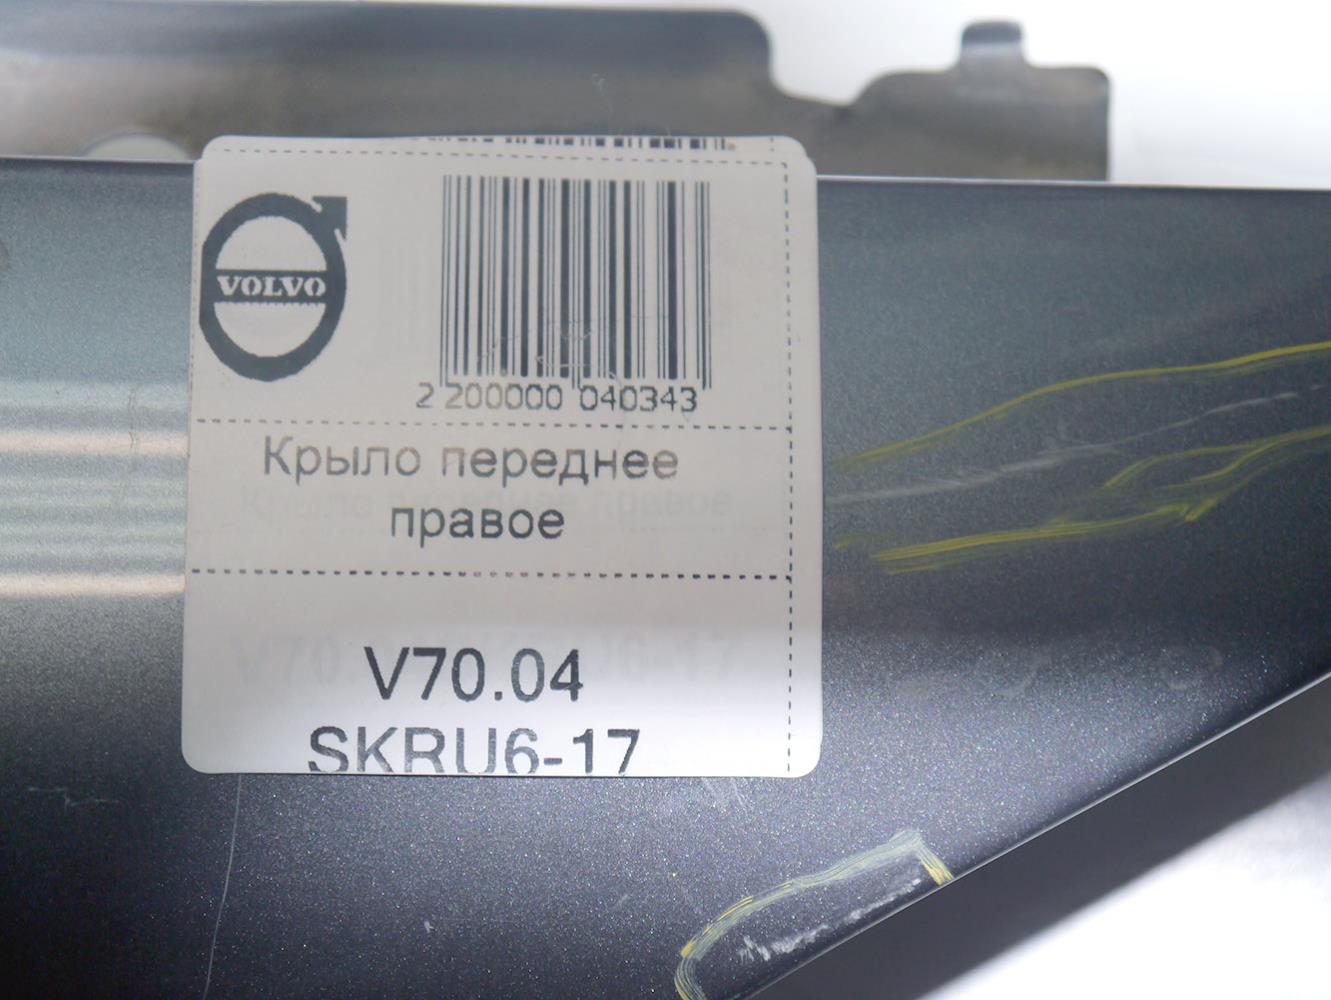 VOLVO
2 200000 040343
Крыло переднее
правое
V70.04
SKRU6-17